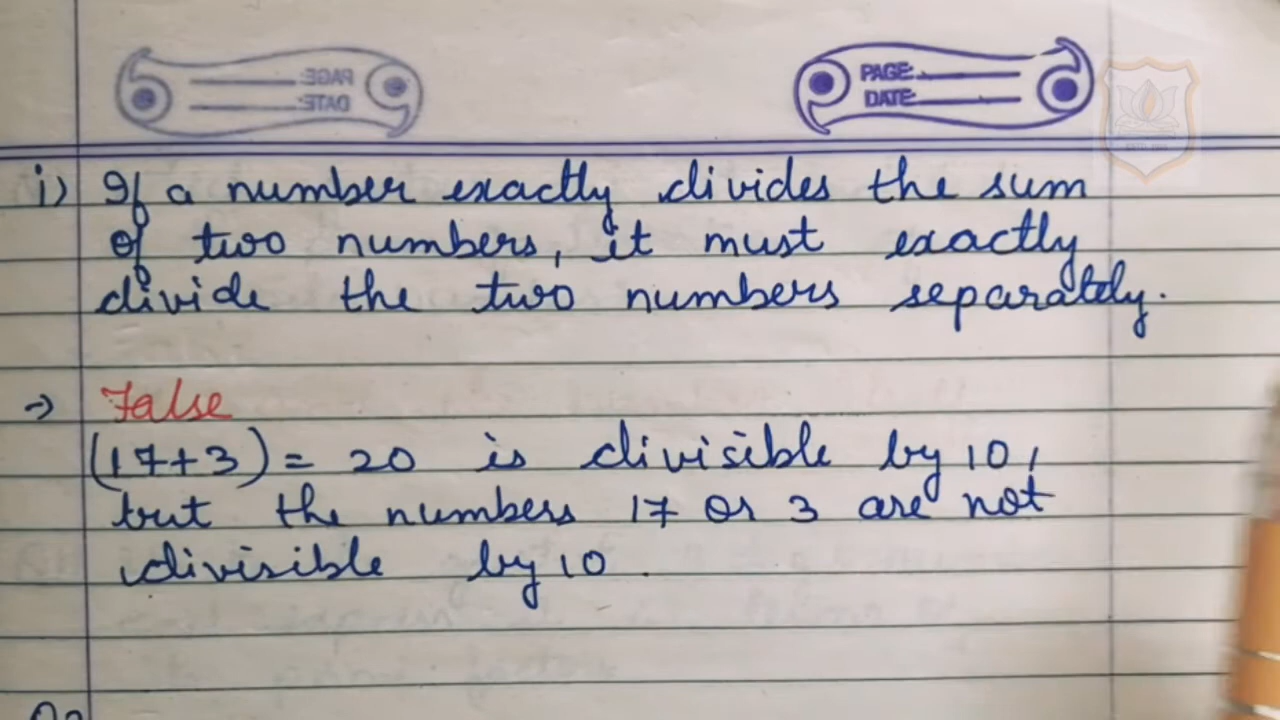 PAGE:
DATE:
PAGE:
DATE:
i) If a number exactly divides the sum
of two numbers, it must exactly
divide the two numbers separately.
→ False
(17+3) = 20 is divisible by 10,
but the numbers 17 or 3 are not
divisible by 10.